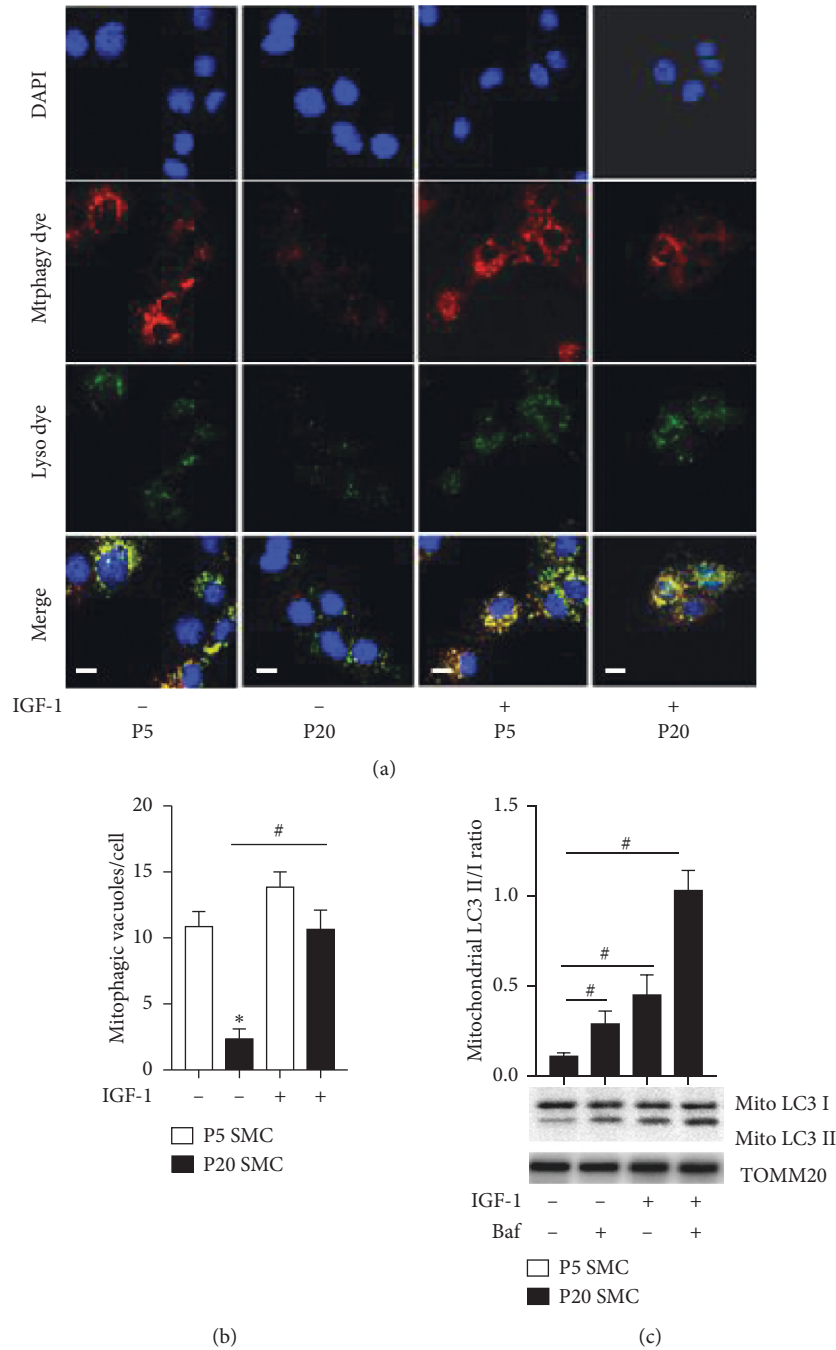 DAPI
Mtphagy dye
Lyso dye
Merge
IGF-1 – – + +
P5 P20 P5 P20
(a)
Mitophagic vacuoles/cell
20
15
10
5
0
#
*
IGF-1 – – + +
P5 SMC
P20 SMC
(b)
Mitochondrial LC3 II/I ratio
1.5
1.0
0.5
0.0
#
#
#
Mito LC3 I
Mito LC3 II
TOMM20
IGF-1 – – + +
Baf – + – +
P5 SMC
P20 SMC
(c)